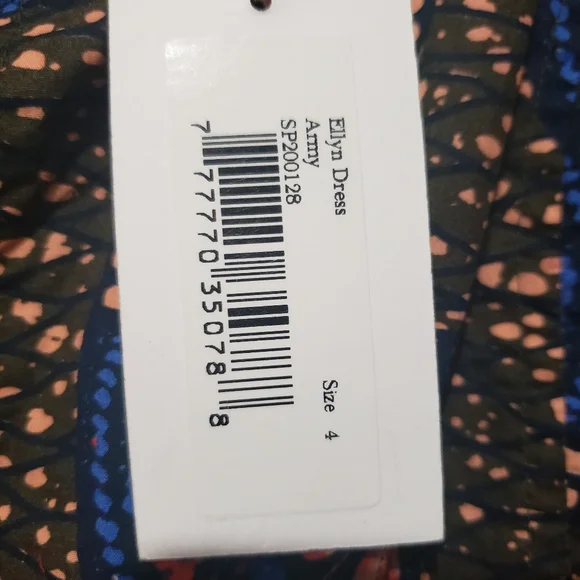 Ellyn Dress
Army
SP200128
Size 4
7 77770 35078 8